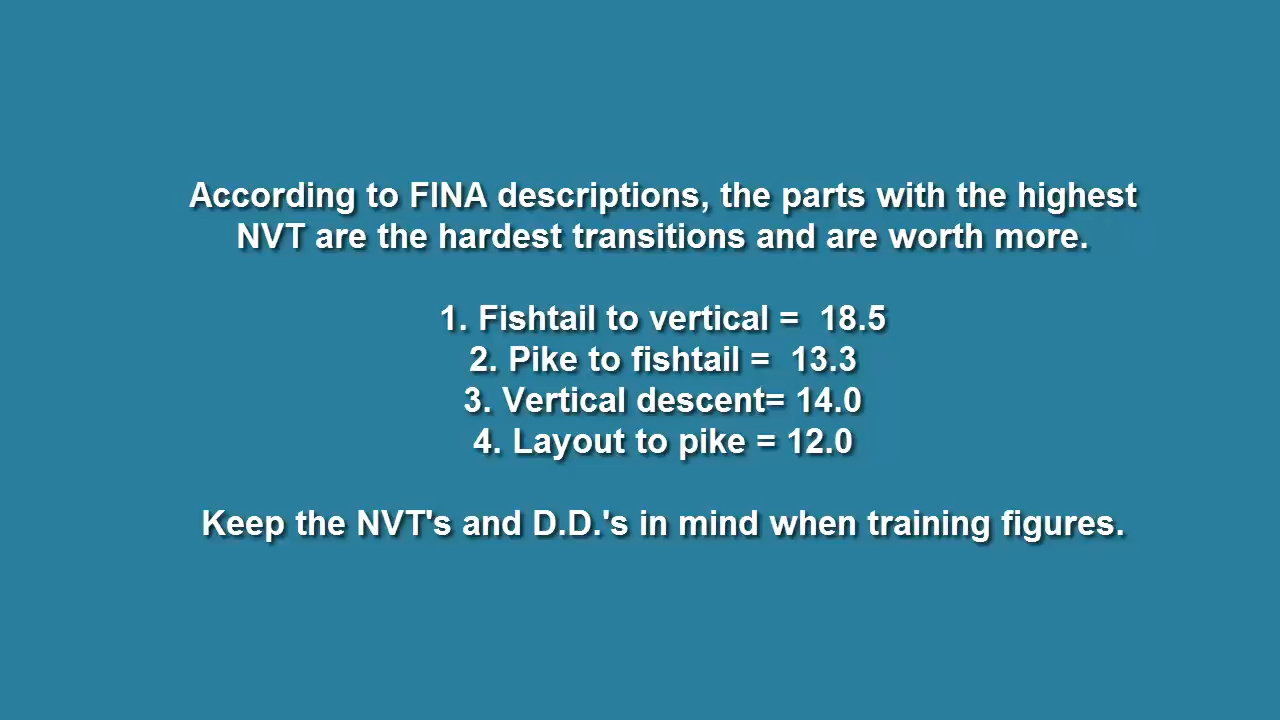 According to FINA descriptions, the parts with the highest
NVT are the hardest transitions and are worth more.
1. Fishtail to vertical =  18.5
2. Pike to fishtail =  13.3
3. Vertical descent= 14.0
4. Layout to pike = 12.0
Keep the NVT's and D.D.'s in mind when training figures.